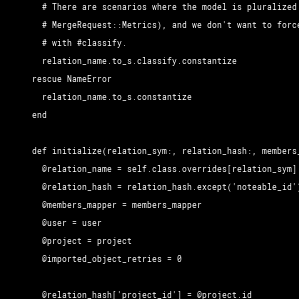 # There are scenarios where the model is pluralized
# MergeRequest::Metrics), and we don't want to force
# with #classify.
relation_name.to_s.classify.constantize
rescue NameError
relation_name.to_s.constantize
end
def initialize(relation_sym:, relation_hash:, members_
@relation_name = self.class.overrides[relation_sym]
@relation_hash = relation_hash.except('noteable_id')
@members_mapper = members_mapper
@user = user
@project = project
@imported_object_retries = 0
@relation_hash['project_id'] = @project.id